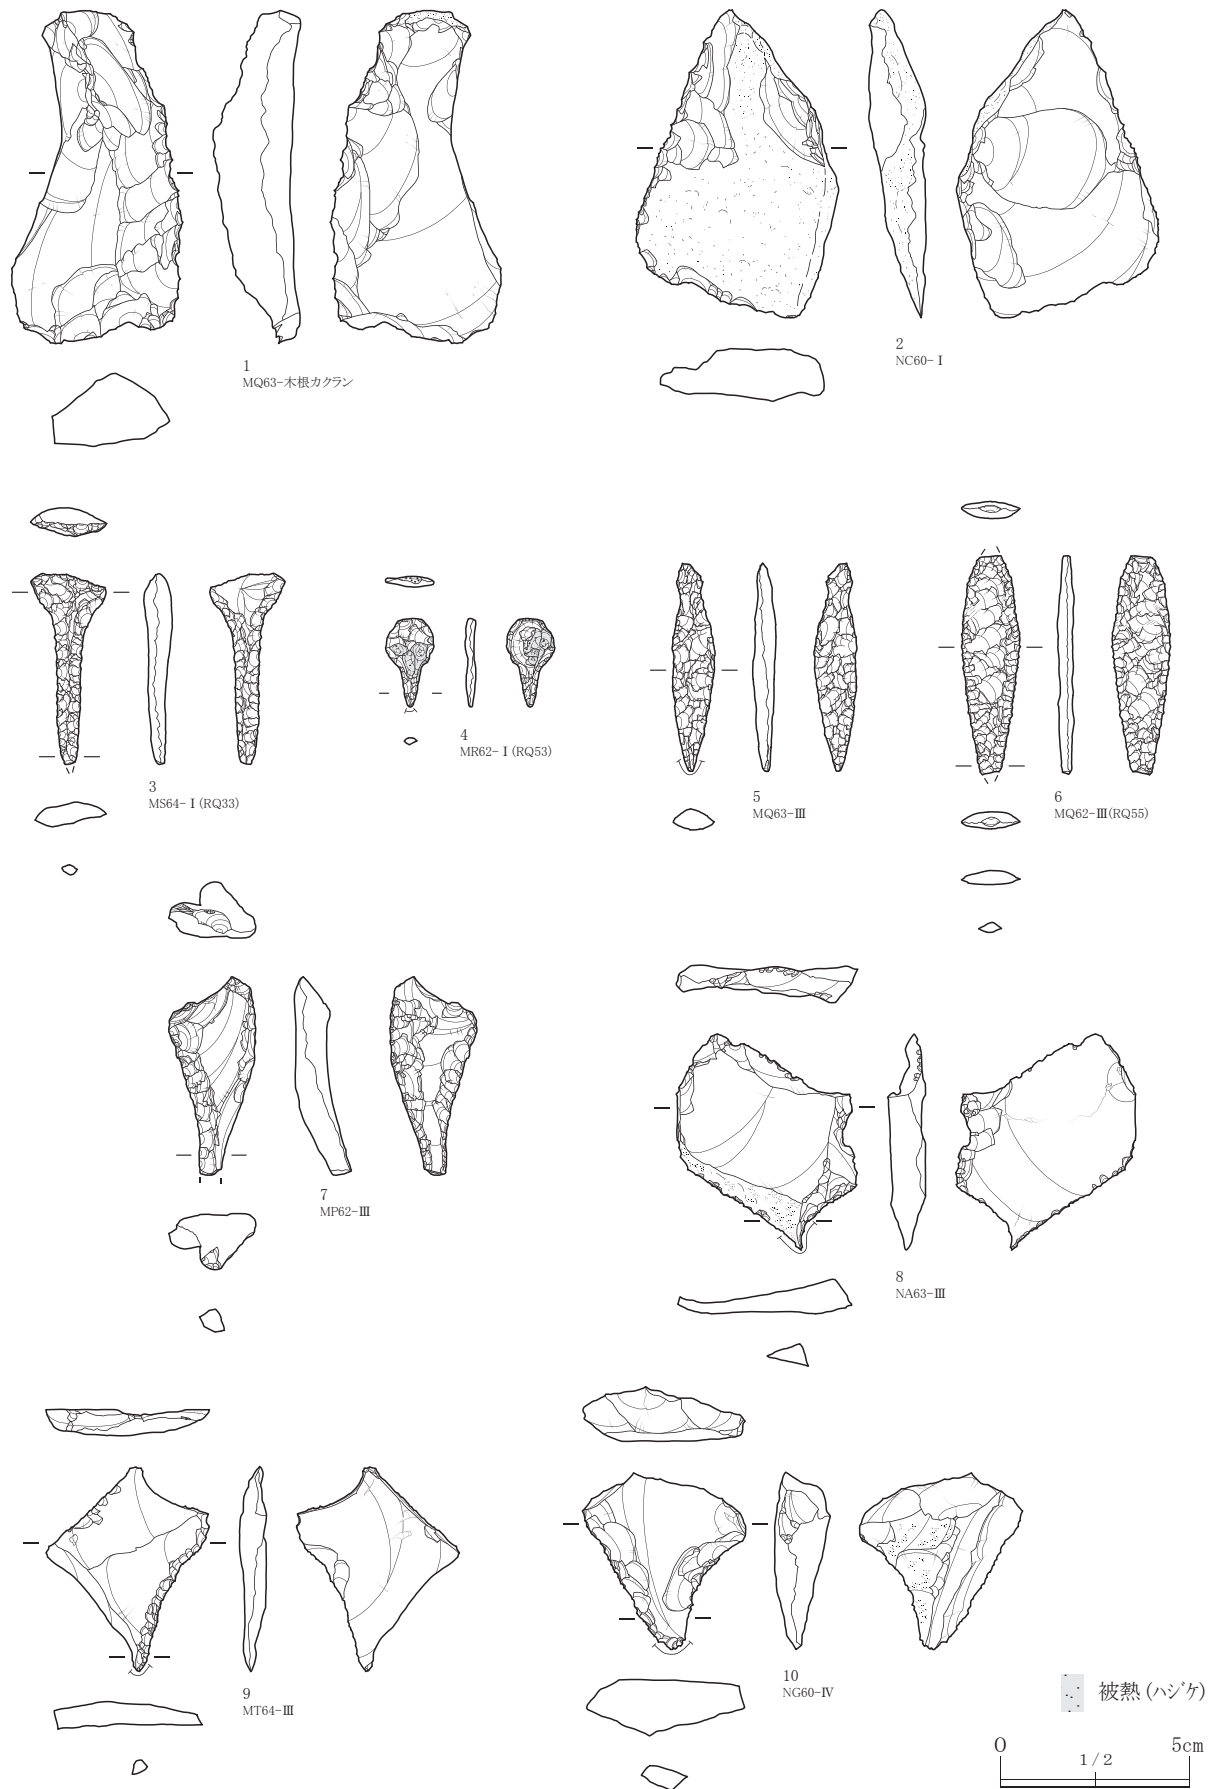 1
MQ63-木根カクラン
2
NC60-Ⅰ
3
MS64-Ⅰ(RQ33)
4
MR62-Ⅰ(RQ53)
5
MQ63-Ⅲ
6
MQ62-Ⅲ(RQ55)
7
MP62-Ⅲ
8
NA63-Ⅲ
9
MT64-Ⅲ
10
NG60-Ⅳ
被熱(ハジケ)
0 1/2 5cm